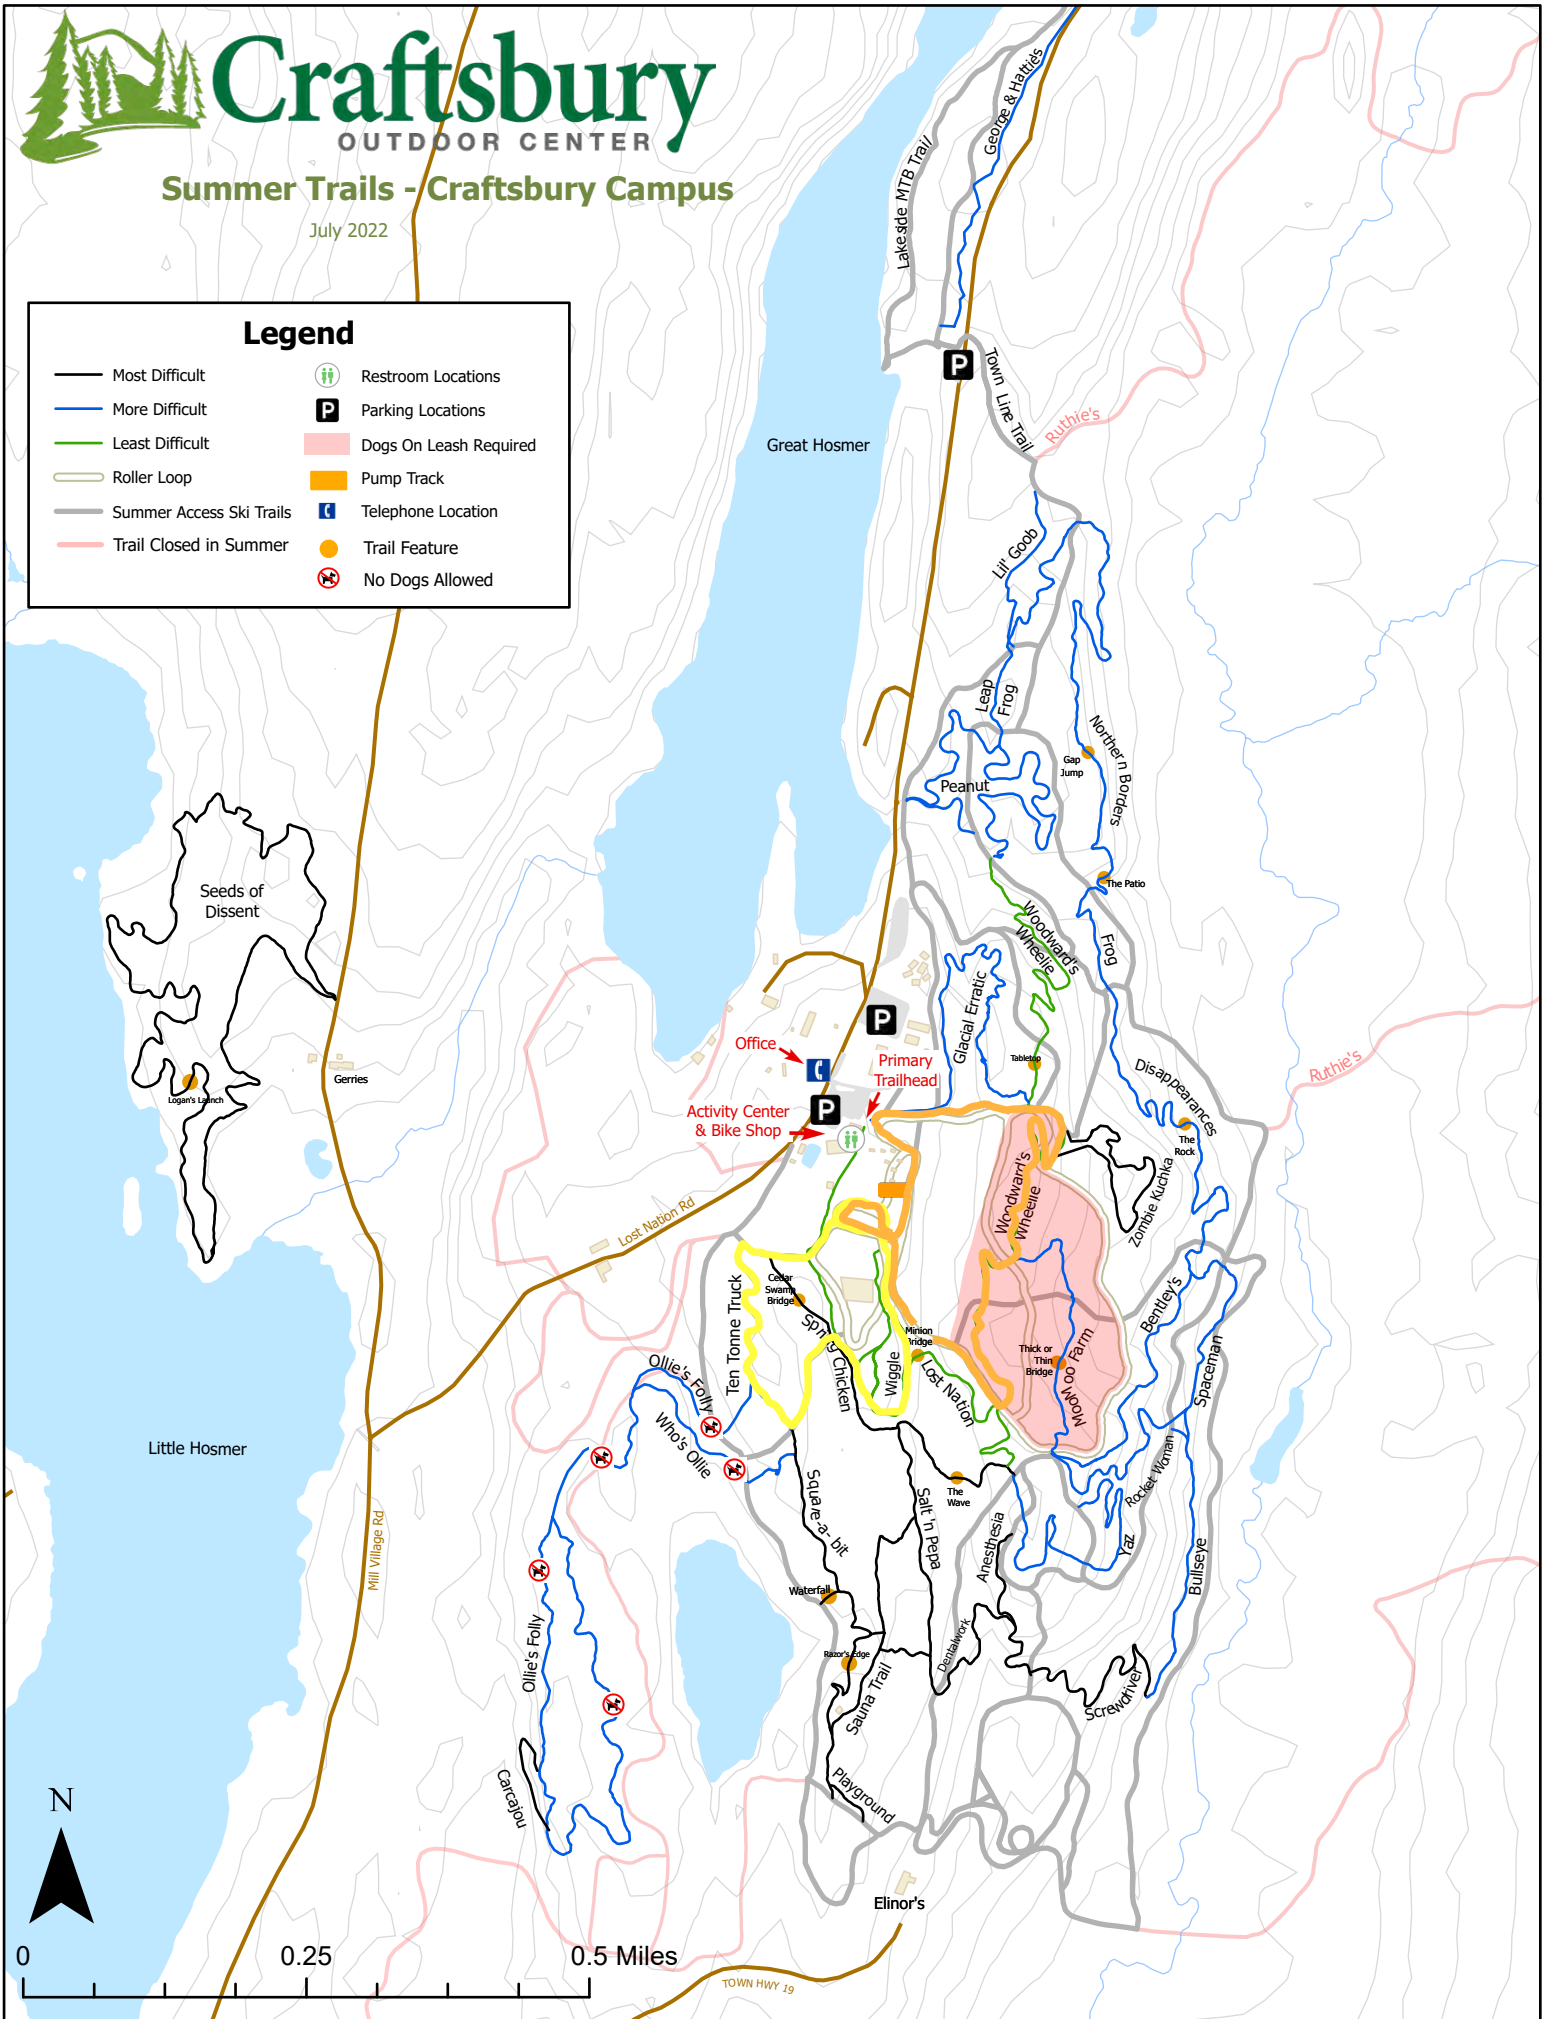 Craftsbury
OUTDOOR CENTER
Summer Trails - Craftsbury Campus
July 2022
Legend
Most Difficult
More Difficult
Least Difficult
Roller Loop
Summer Access Ski Trails
Trail Closed in Summer
Restroom Locations
P
Parking Locations
Dogs On Leash Required
Pump Track
Telephone Location
Trail Feature
No Dogs Allowed
George & Hattie's
Lakeside MTB Trail
P
Town Line Trail
Ruthie's
Great Hosmer
Lil' Goob
Leap
Frog
Northern Borders
Gap
Jump
Peanut
The Patio
Seeds of
Dissent
Woodward's
Wheelie
Frog
Glacial Erratic
P
Office
Primary
Trailhead
Tabletop
Disappearances
Ruthie's
Gerries
Logan's Launch
P
Activity Center
& Bike Shop
The
Rock
Zombie Kuchka
Woodward's
Wheelie
Lost Nation Rd
Ten Tonne Truck
Cedar
Swamp
Bridge
Spring Chicken
Wiggle
Minion
Bridge
Lost Nation
Thick or
Thin
Bridge
Moo Moo Farm
Bentley's
Spaceman
Ollie's Folly
Who's Ollie
Little Hosmer
Square-a-bit
The
Wave
Salt 'n Pepa
Anesthesia
Rocket Woman
Yaz
Bullseye
Mill Village Rd
Waterfall
Ollie's Folly
Razor's Edge
Sauna Trail
Dentalwork
Screwdriver
Carcajou
Playground
N
Elinor's
0
0.25
0.5 Miles
TOWN HWY 19